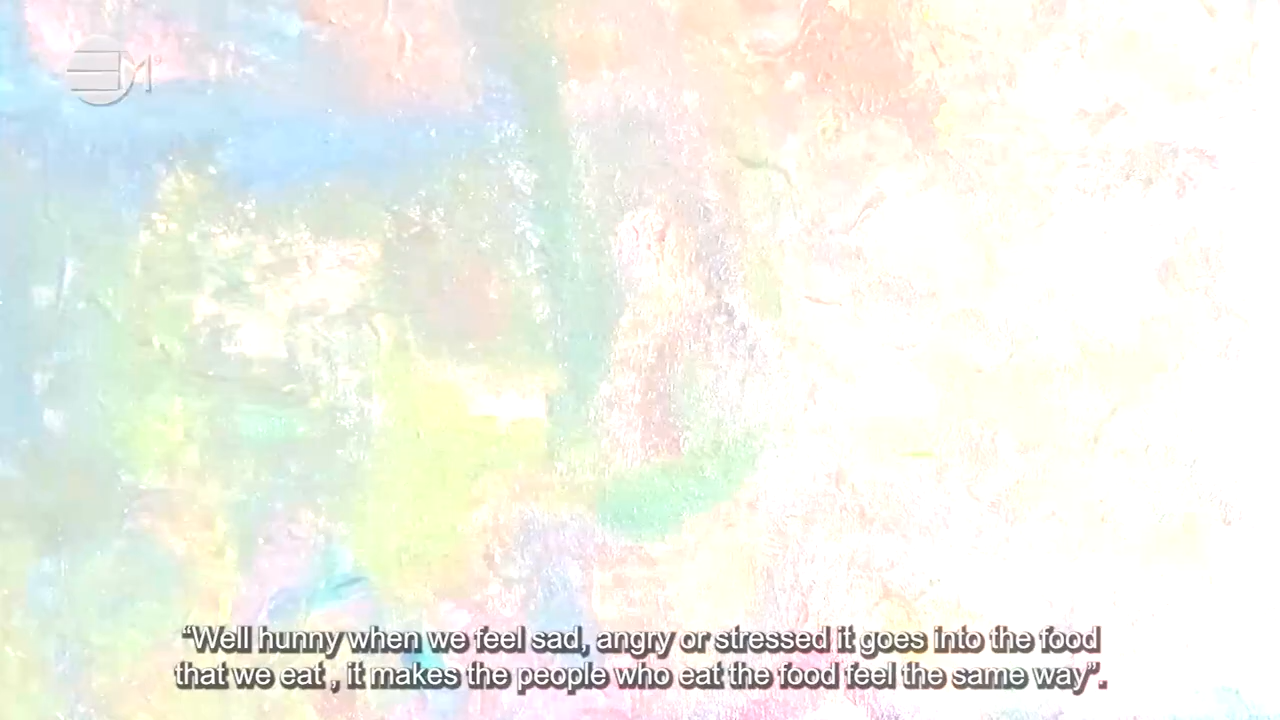 EM9
“Well hunny when we feel sad, angry or stressed it goes into the food
that we eat , it makes the people who eat the food feel the same way”.